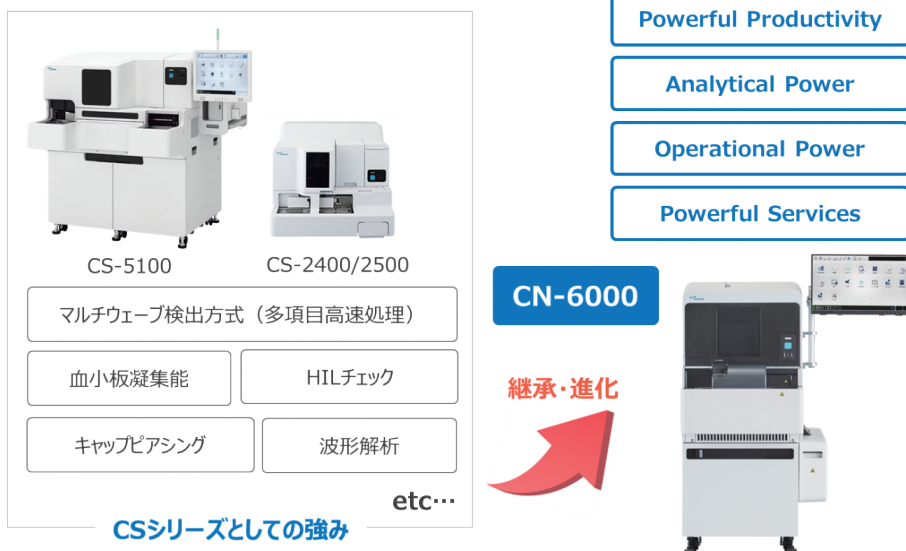 Powerful Productivity
Analytical Power
Operational Power
Powerful Services
CS-5100
CS-2400/2500
マルチウェーブ検出方式（多項目高速処理）
血小板凝集能
HILチェック
キャップピアシング
波形解析
etc…
CSシリーズとしての強み
CN-6000
継承・進化